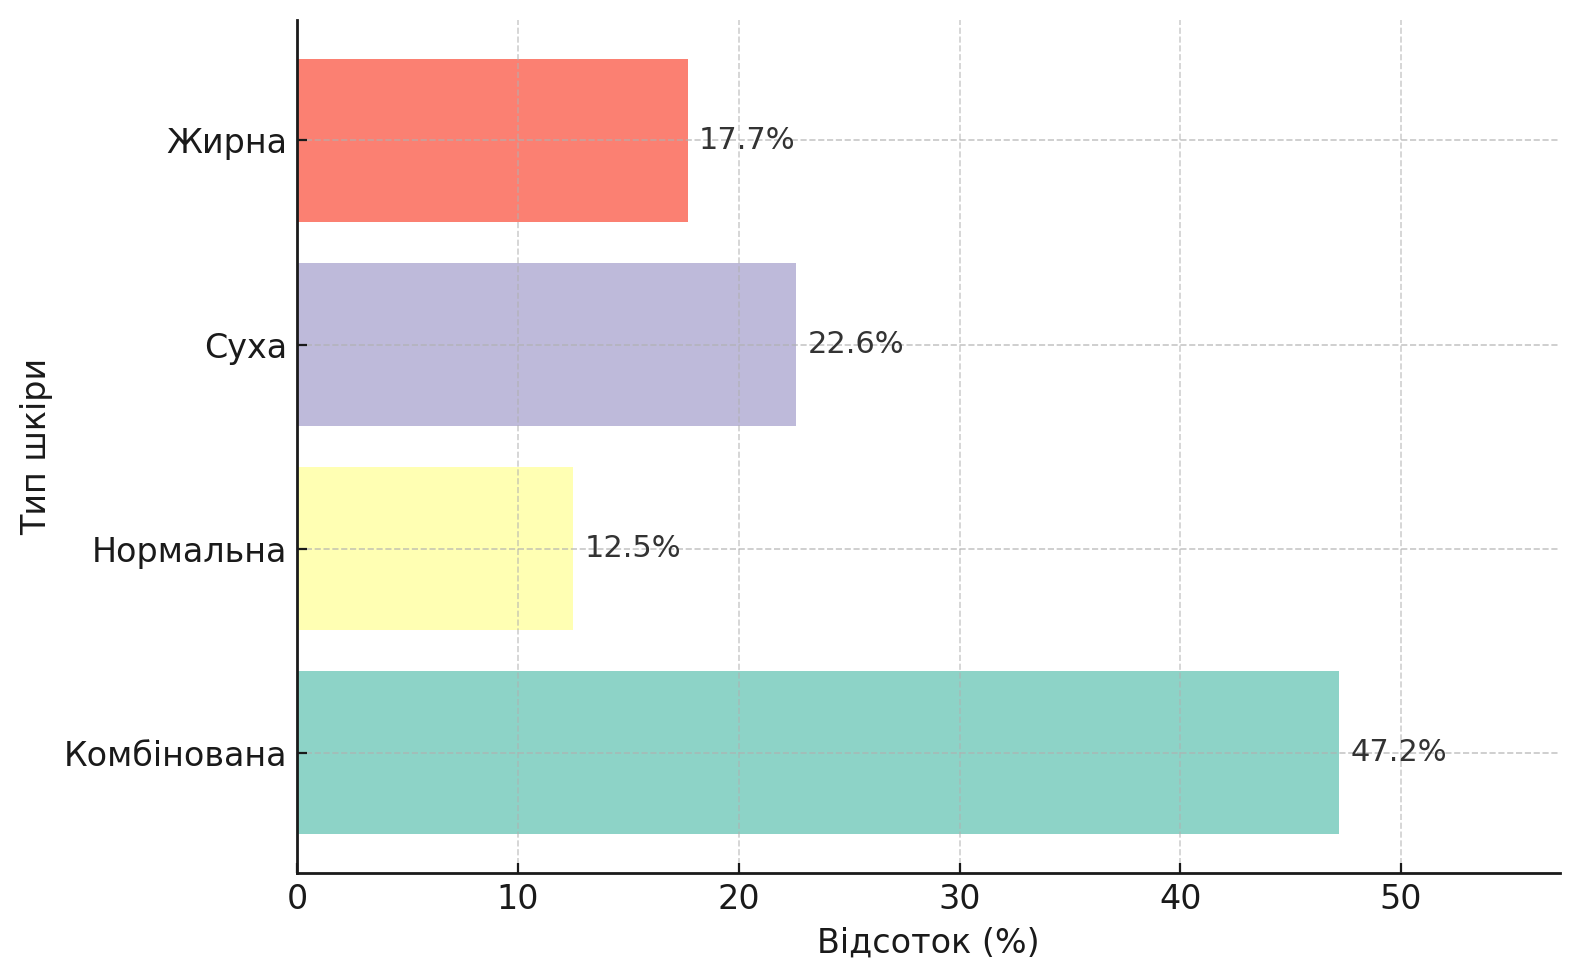 Жирна
17.7%
Суха
22.6%
Нормальна
12.5%
Комбінована
47.2%
0 10 20 30 40 50
Відсоток (%)
Тип шкіри